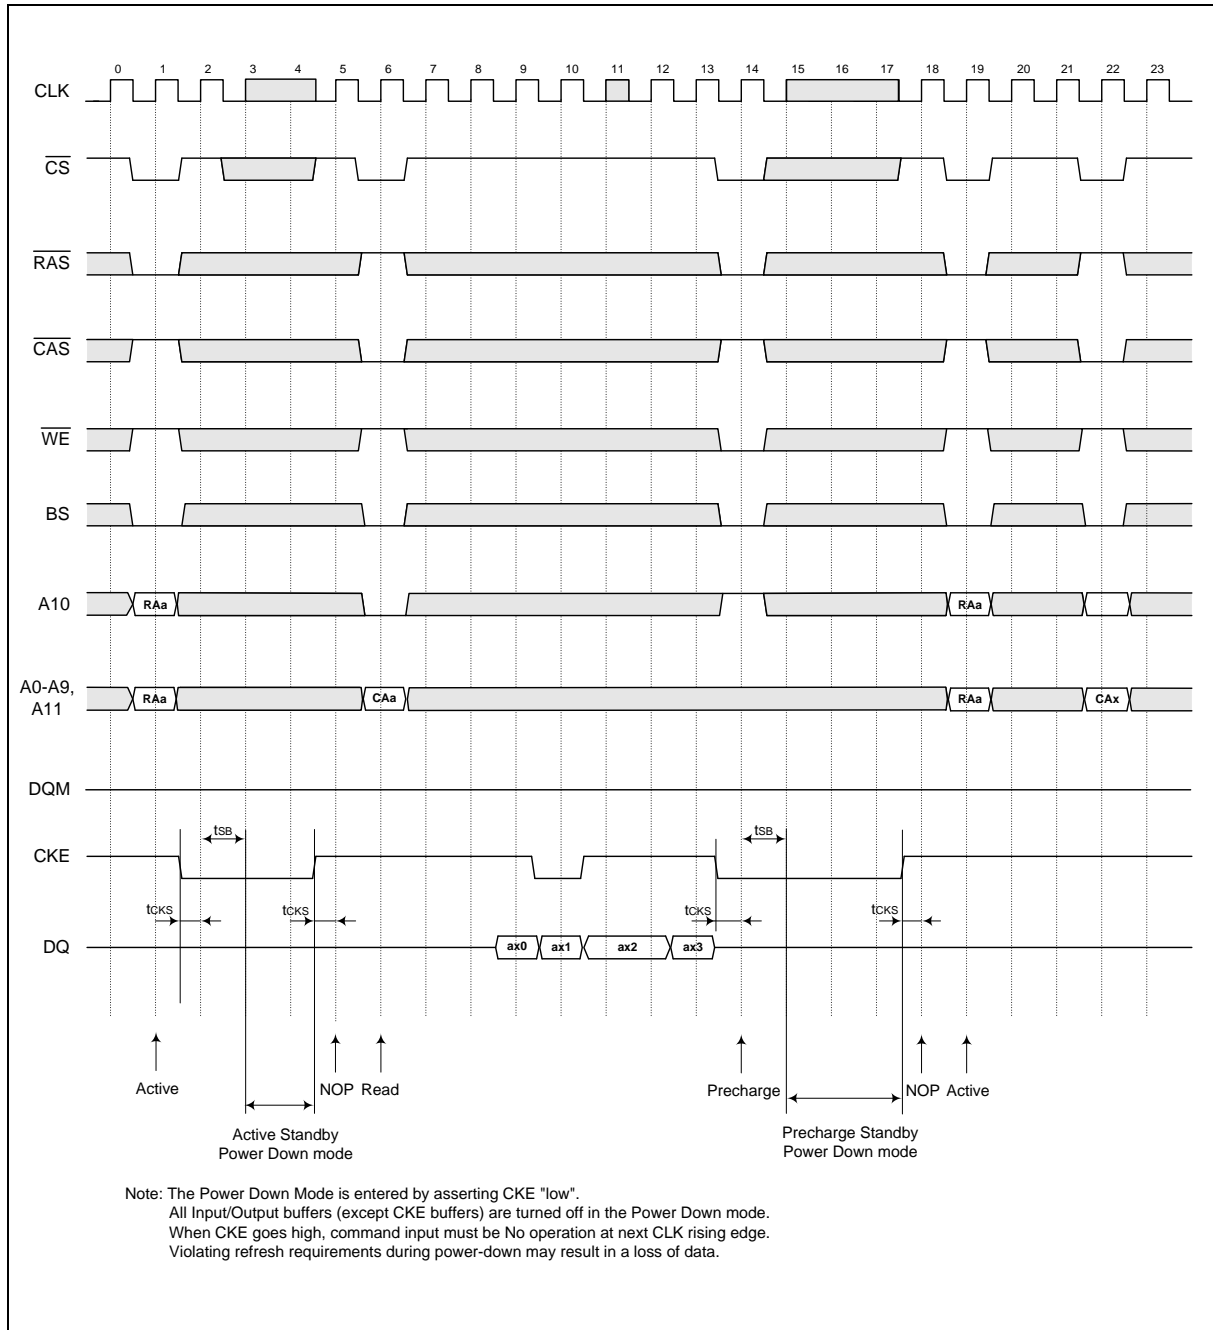 0 1 2 3 4 5 6 7 8 9 10 11 12 13 14 15 16 17 18 19 20 21 22 23
CLK
CS
RAS
CAS
WE
BS
A10 RAa RAa
A0-A9,
A11 RAa CAa RAa CAx
DQM
tSB tSB
CKE
tCKS tCKS tCKS tCKS
DQ ax0 ax1 ax2 ax3
Active NOP Read Precharge NOP Active
Active Standby
Power Down mode
Precharge Standby
Power Down mode
Note: The Power Down Mode is entered by asserting CKE "low".
All Input/Output buffers (except CKE buffers) are turned off in the Power Down mode.
When CKE goes high, command input must be No operation at next CLK rising edge.
Violating refresh requirements during power-down may result in a loss of data.